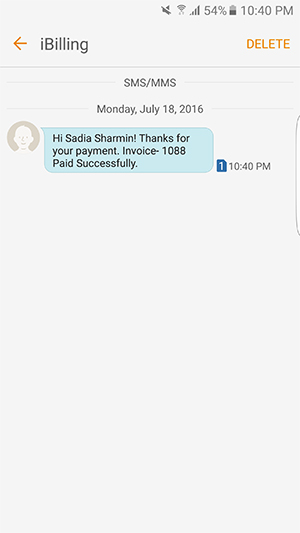 54% 10:40 PM
iBilling DELETE
SMS/MMS
Monday, July 18, 2016
Hi Sadia Sharmin! Thanks for
your payment. Invoice- 1088
Paid Successfully.
1 10:40 PM